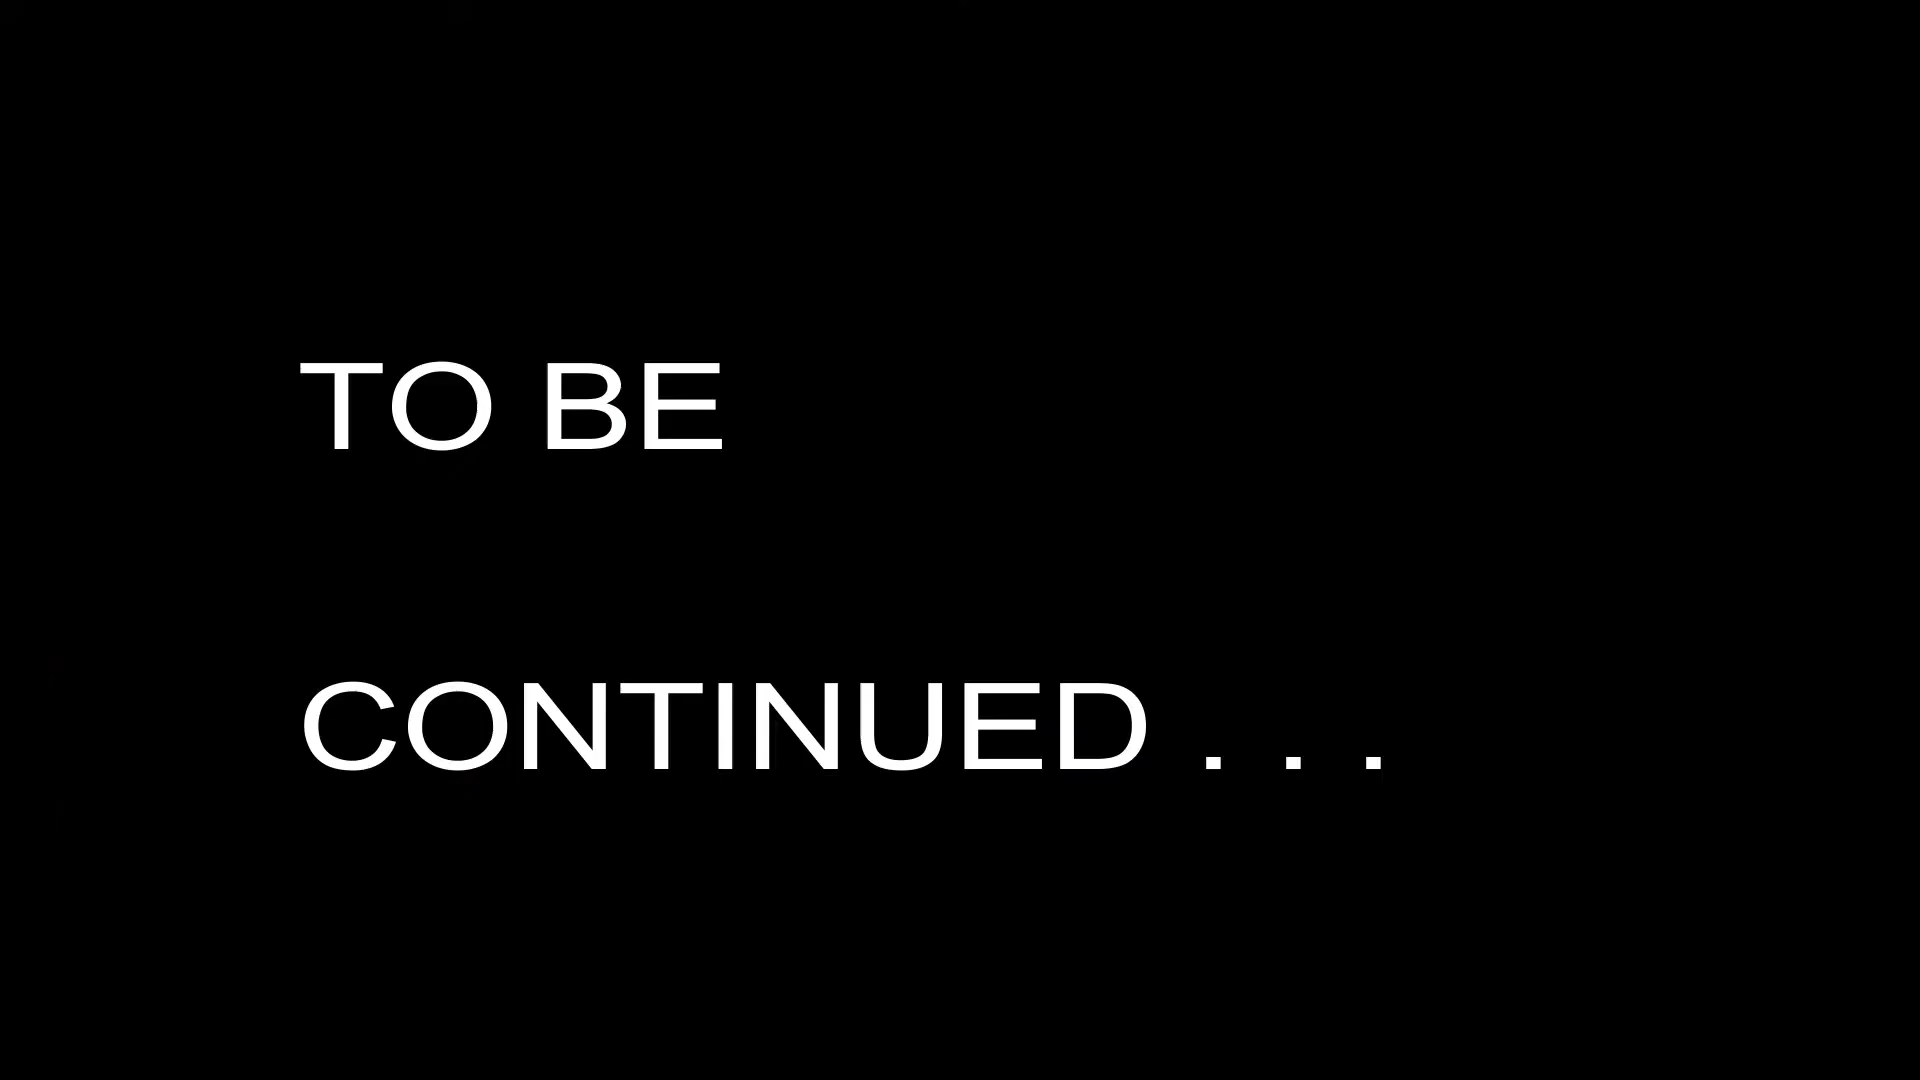 TO BE
CONTINUED . . .